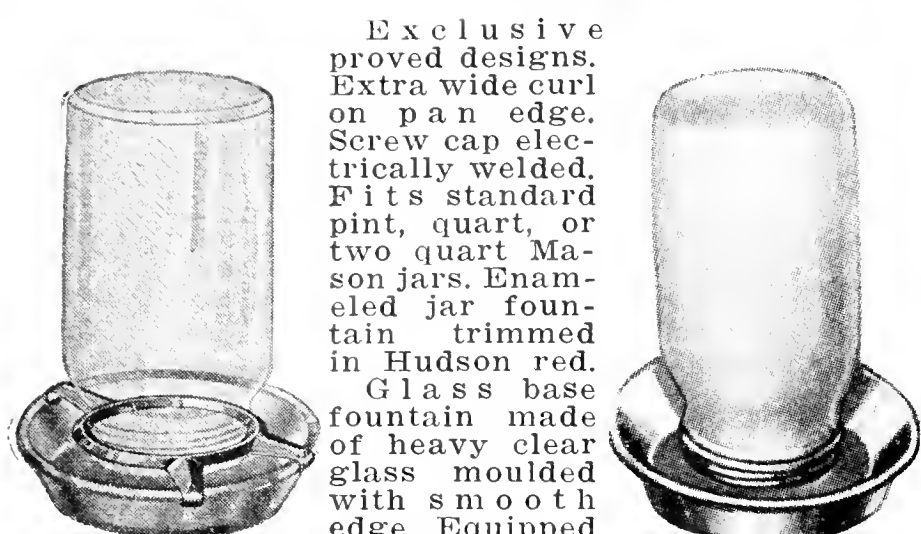 Exclusive
proved designs.
Extra wide curl
on pan edge.
Screw cap elec-
trically welded.
Fits standard
pint, quart, or
two quart Ma-
son jars. Enam-
eled jar foun-
tain trimmed
in Hudson red.
Glass base
fountain made
of heavy clear
glass moulded
with smooth
edge. Equipped